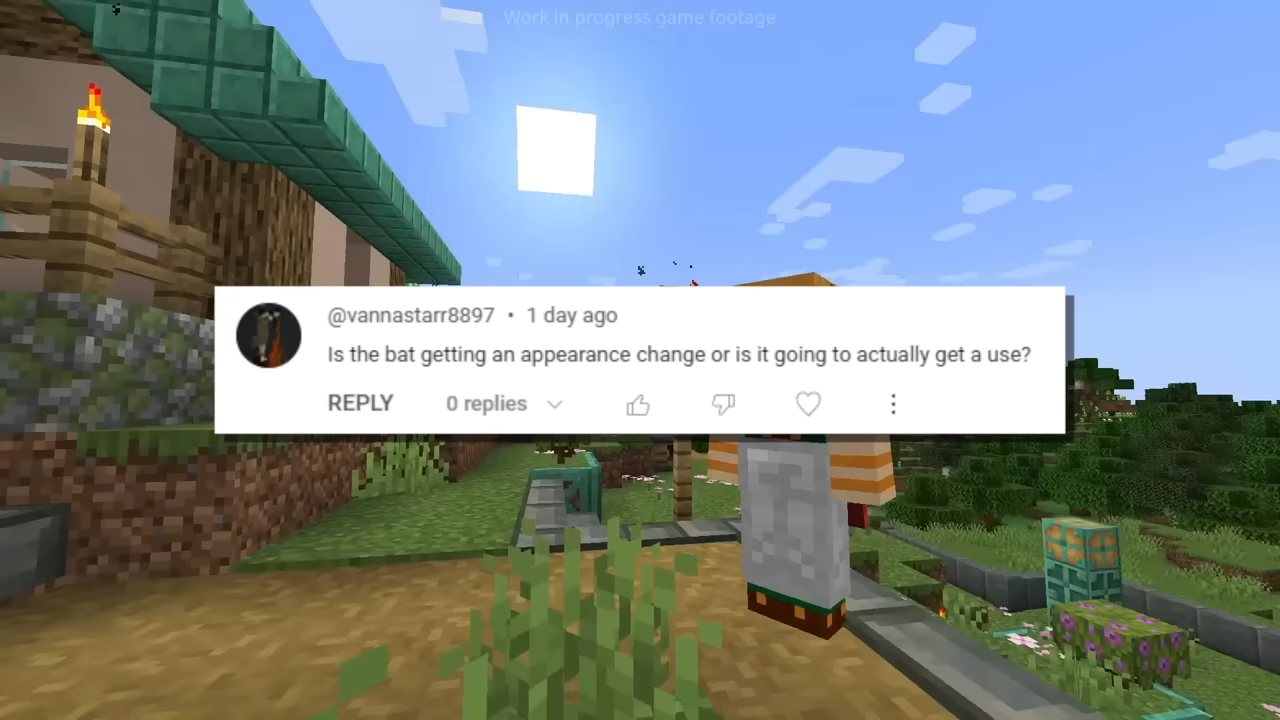 Work in progress game footage
@vannastarr8897 • 1 day ago
Is the bat getting an appearance change or is it going to actually get a use?
REPLY 0 replies